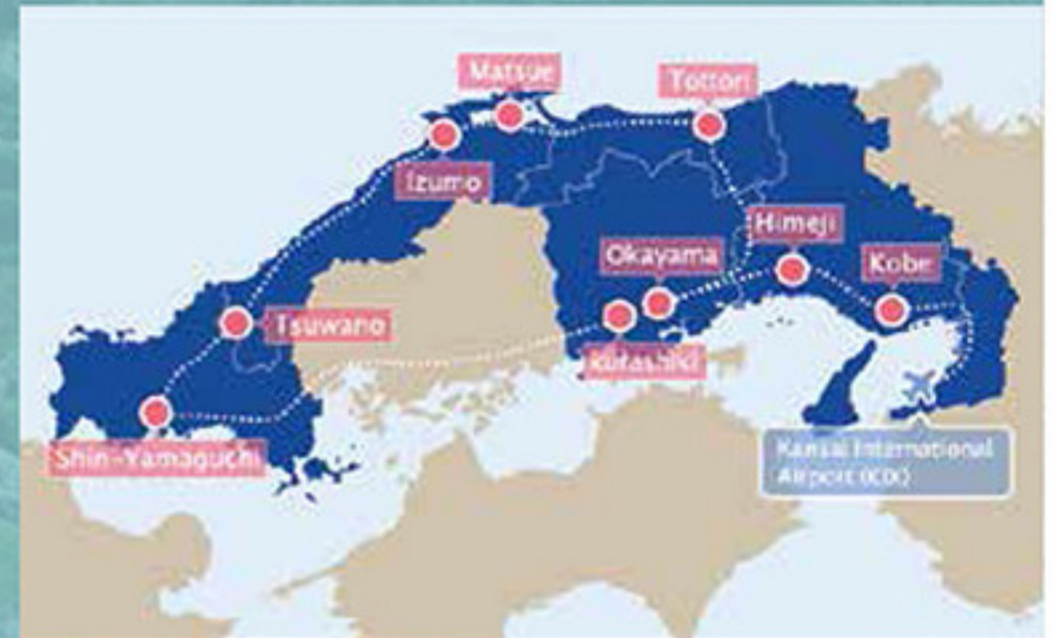 Matsue
Tottori
Izumo
Himeji
Okayama
Kobe
Tsuwano
Kurashiki
Shin-Yamaguchi
Kansai International
Airport (KIX)